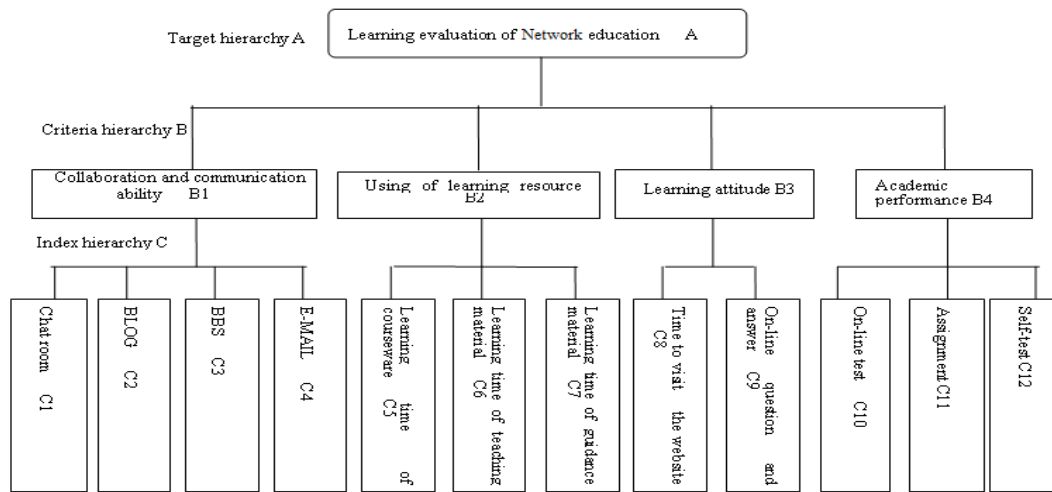 Target hierarchy A
Learning evaluation of Network education A
Criteria hierarchy B
Collaboration and communication
ability B1
Using of learning resource
B2
Learning attitude B3
Academic
performance B4
Index hierarchy C
Chat room C1
BLOG C2
BBS C3
E-MAIL C4
Learning time of
courseware C5
Learning time of teaching
material C6
Learning time of guidance
material C7
Time to visit the website
C8
On-line question and
answer C9
On-line test C10
Assignment C11
Self-test C12